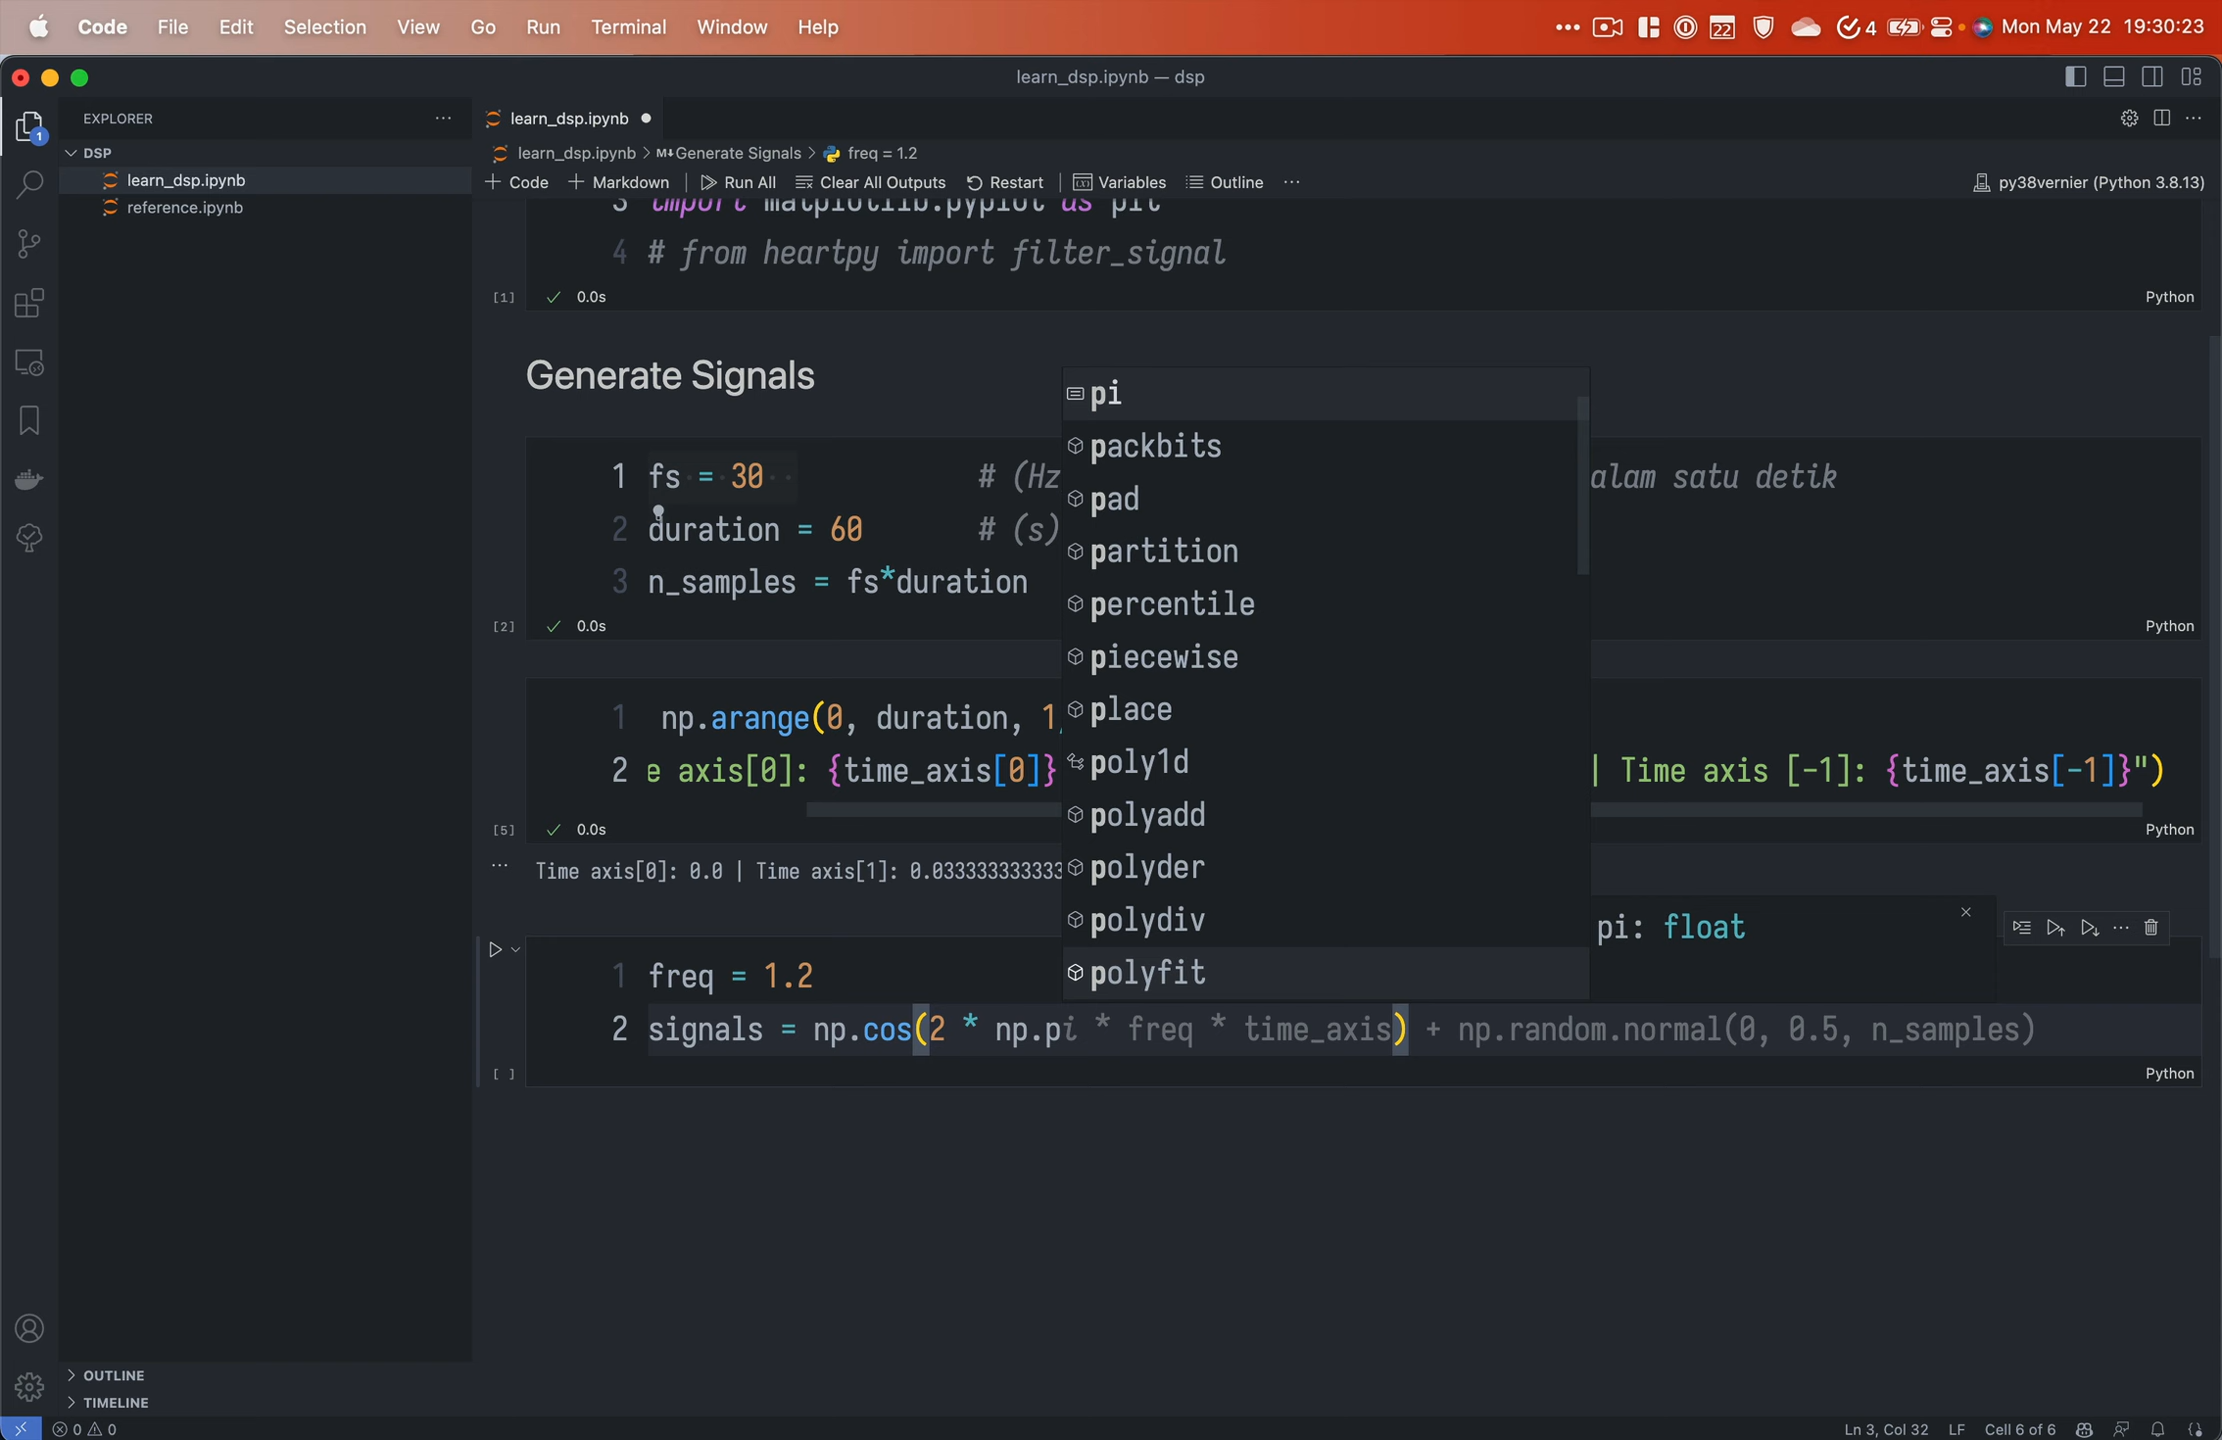 Code File Edit Selection View Go Run Terminal Window Help 22 4 Mon May 22 19:30:23
learn_dsp.ipynb — dsp
EXPLORER
DSP
learn_dsp.ipynb
reference.ipynb
1
learn_dsp.ipynb
learn_dsp.ipynb > M↓Generate Signals > freq = 1.2
+ Code + Markdown Run All Clear All Outputs Restart Variables Outline ··· py38vernier (Python 3.8.13)
3 import matplotlib.pyplot as plt
4 # from heartpy import filter_signal
[1] ✓ 0.0s Python
Generate Signals
1 fs = 30 # (Hz alam satu detik
2 duration = 60 # (s)
3 n_samples = fs*duration
[2] ✓ 0.0s Python
1 np.arange(0, duration, 1
2 e axis[0]: {time_axis[0]} | Time axis [-1]: {time_axis[-1]}")
[5] ✓ 0.0s Python
Time axis[0]: 0.0 | Time axis[1]: 0.0333333333333
pi
packbits
pad
partition
percentile
piecewise
place
poly1d
polyadd
polyder
polydiv
polyfit
pi: float
1 freq = 1.2
2 signals = np.cos(2 * np.pi * freq * time_axis) + np.random.normal(0, 0.5, n_samples)
[ ] Python
OUTLINE
TIMELINE
0 0 Ln 3, Col 32 LF Cell 6 of 6